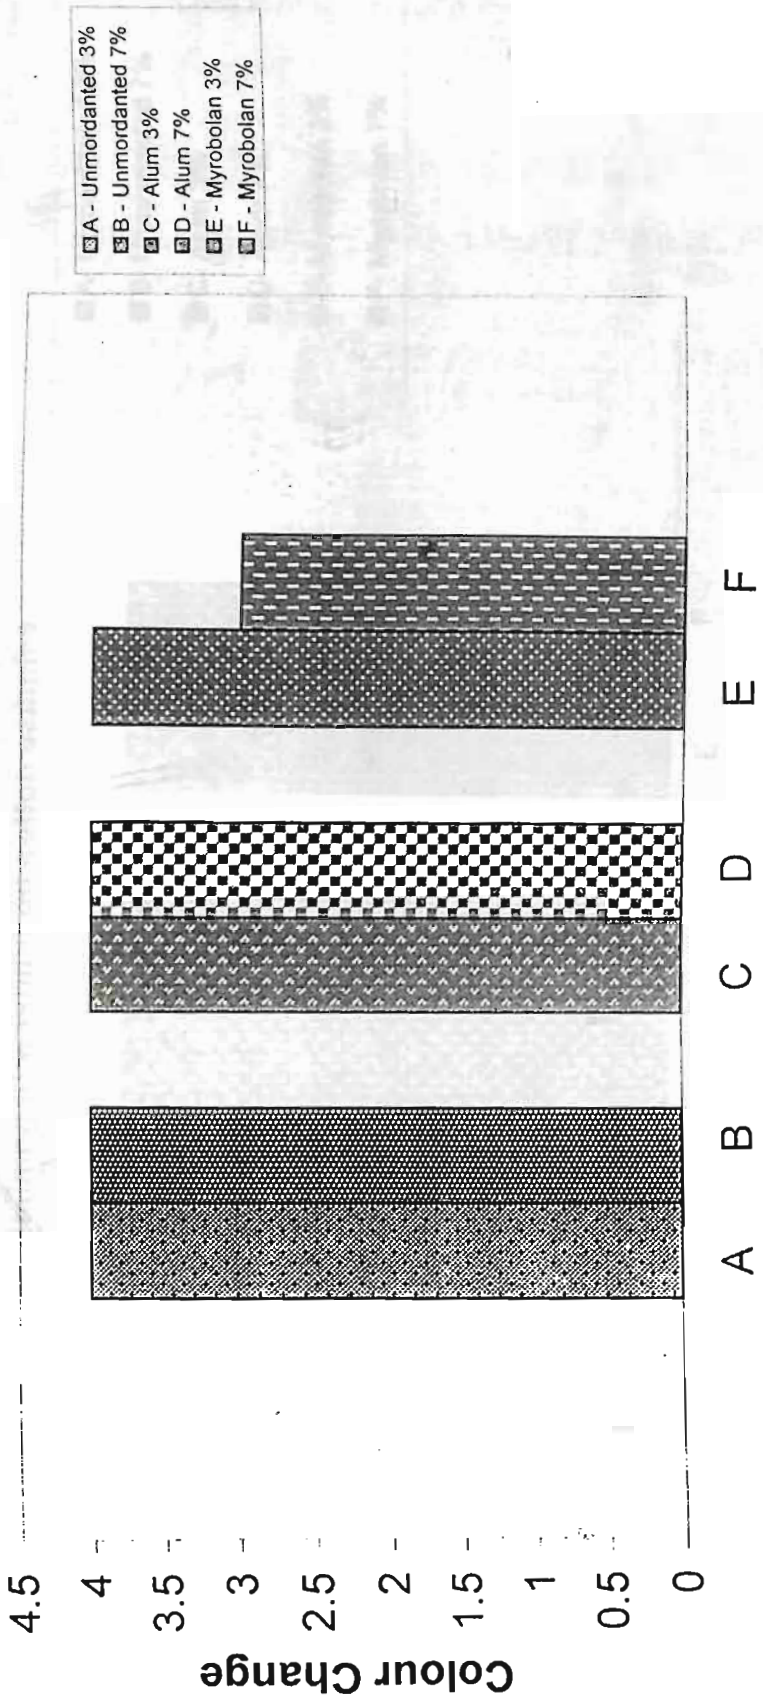 A - Unmordanted 3%
B - Unmordanted 7%
C - Alum 3%
D - Alum 7%
E - Myrobolan 3%
F - Myrobolan 7%
4.5
4
3.5
3
2.5
2
1.5
1
0.5
0
Colour Change
A B C D E F